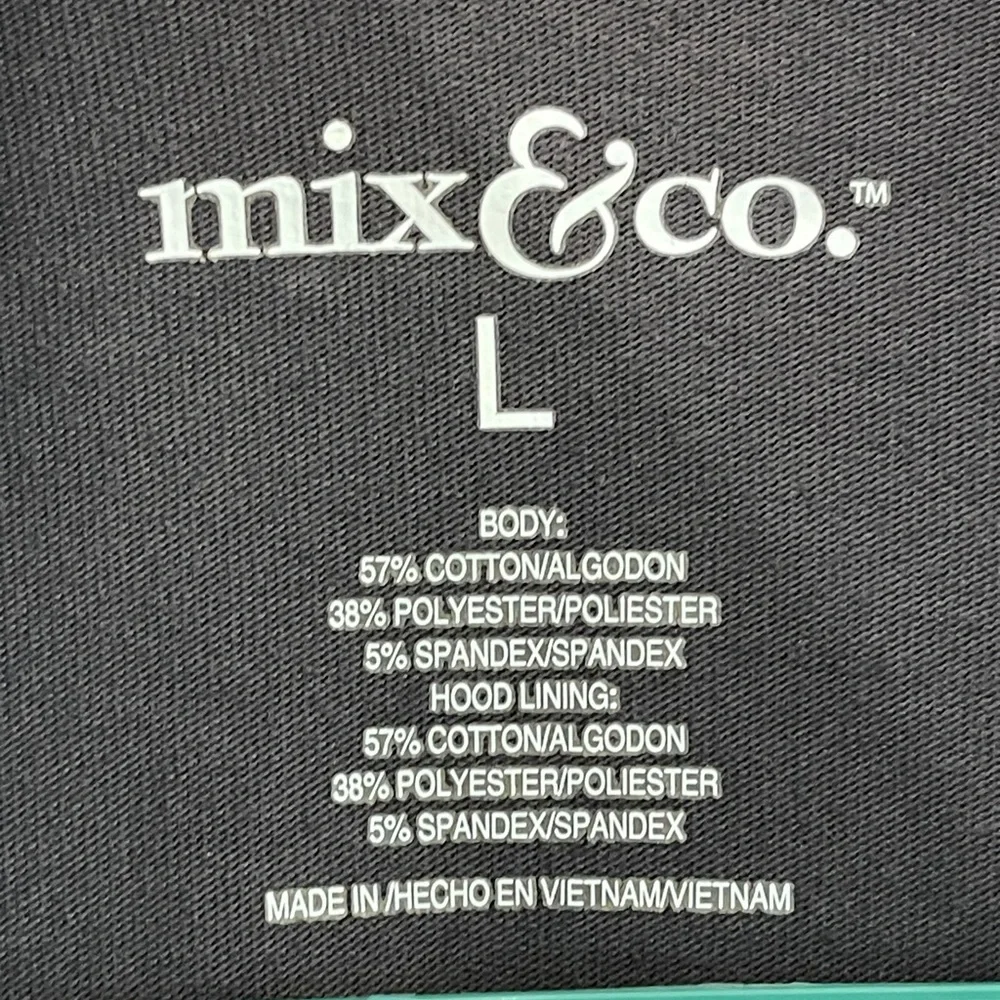 mix&co.™
L
BODY:
57% COTTON/ALGODON
38% POLYESTER/POLIESTER
5% SPANDEX/SPANDEX
HOOD LINING:
57% COTTON/ALGODON
38% POLYESTER/POLIESTER
5% SPANDEX/SPANDEX
MADE IN /HECHO EN VIETNAM/VIETNAM